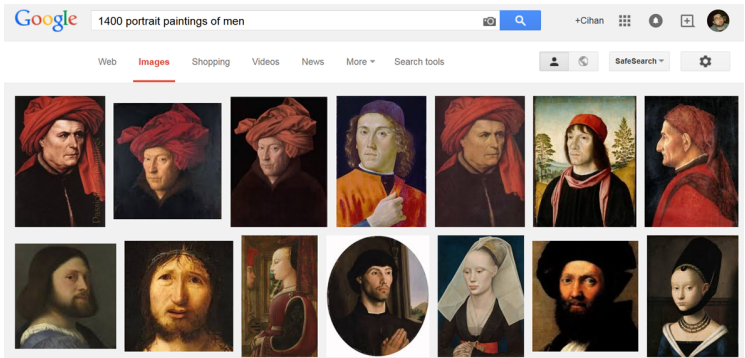 Google
1400 portrait paintings of men
+Cihan
Web Images Shopping Videos News More Search tools
SafeSearch